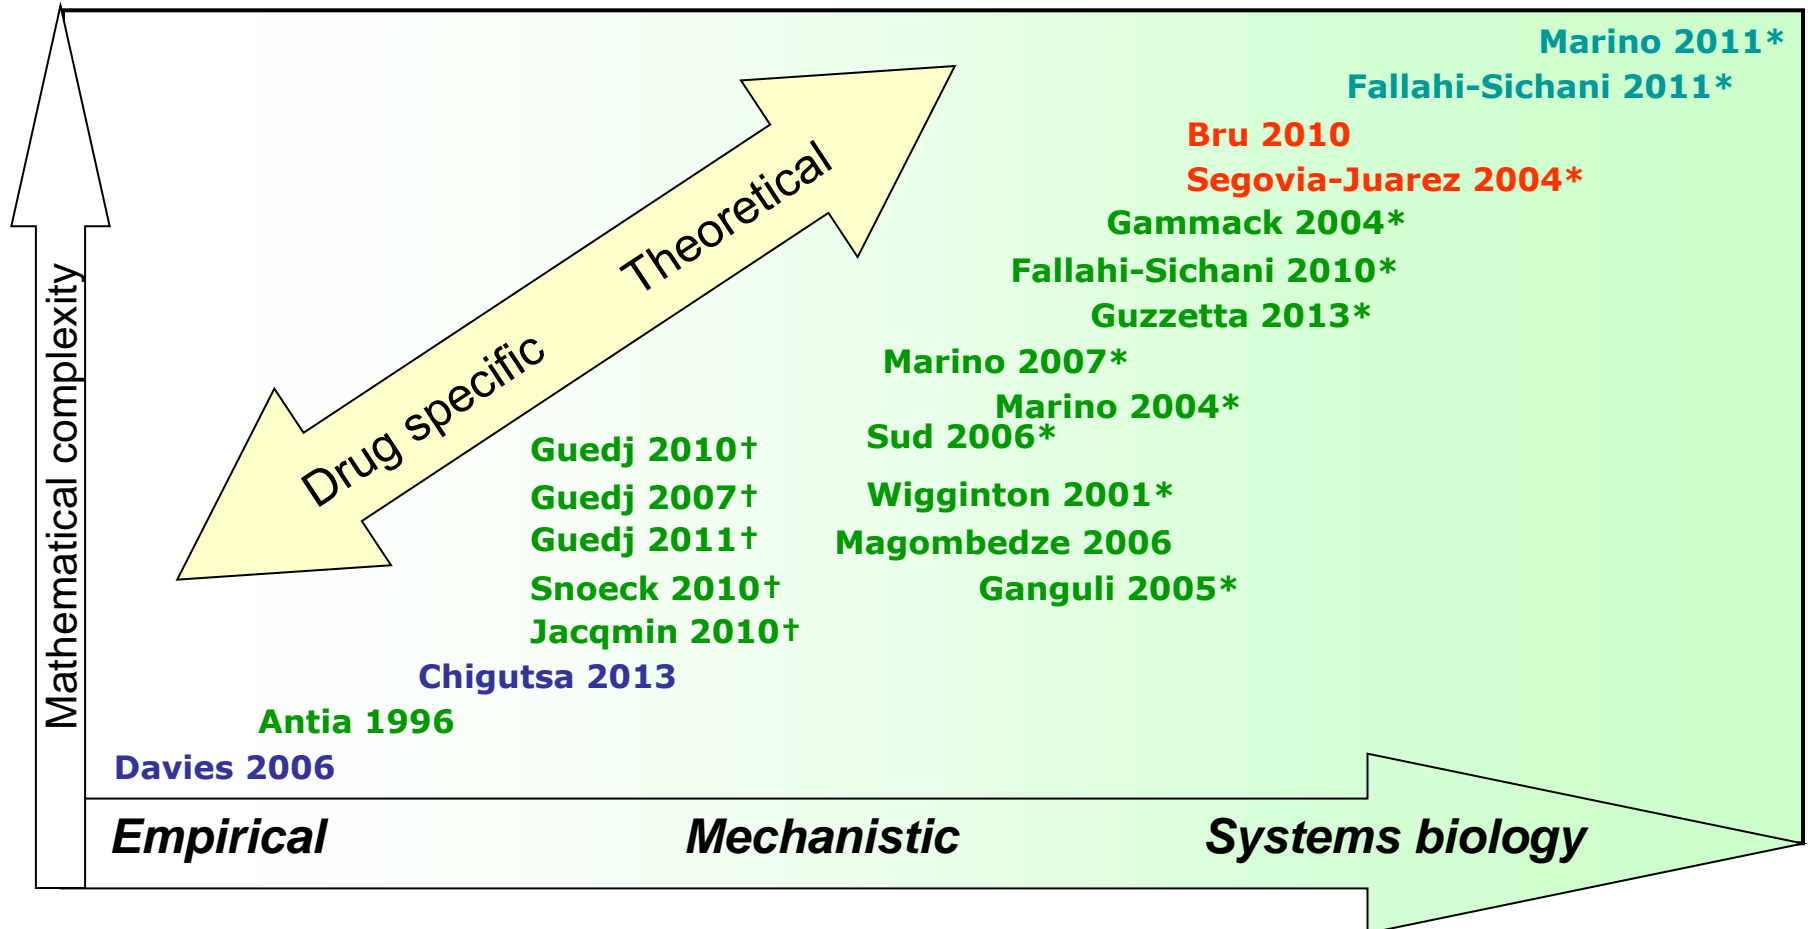 Marino 2011*
Fallahi-Sichani 2011*
Bru 2010
Segovia-Juarez 2004*
Gammack 2004*
Fallahi-Sichani 2010*
Guzzetta 2013*
Marino 2007*
Marino 2004*
Sud 2006*
Guedj 2010†
Wigginton 2001*
Guedj 2007†
Guedj 2011†
Magombedze 2006
Snoeck 2010†
Ganguli 2005*
Jacqmin 2010†
Chigutsa 2013
Antia 1996
Davies 2006
Theoretical
Drug specific
Mathematical complexity
Empirical
Mechanistic
Systems biology